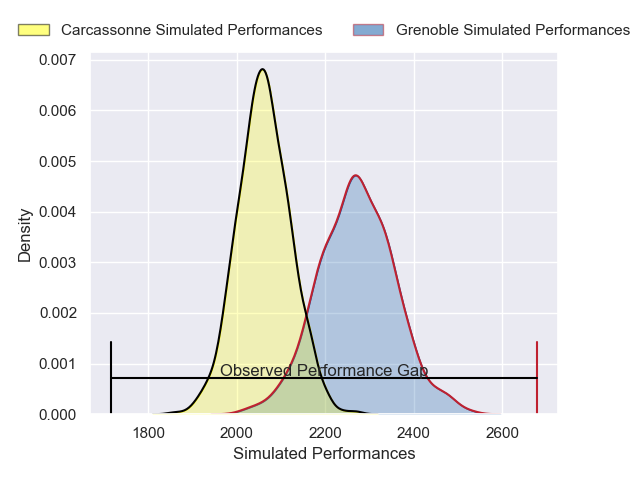 Carcassonne Simulated Performances Grenoble Simulated Performances
0.007
0.006
0.005
0.004
0.003
0.002
0.001
0.000
Density
Observed Performance Gap
1800 2000 2200 2400 2600
Simulated Performances